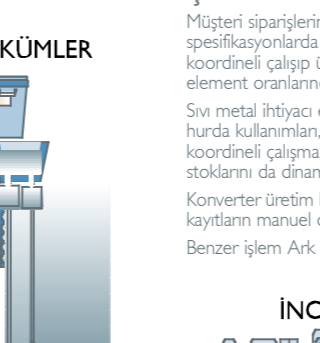 KÜMLER
Müşteri siparişlerin
spesifikasyonlarda
koordineli çalışıp ü
element oranlarını
Sıvı metal ihtiyacı e
hurda kullanımları,
koordineli çalışma
stoklarını da dinam
Konverter üretim
kayıtların manuel o
Benzer işlem Ark
İNC